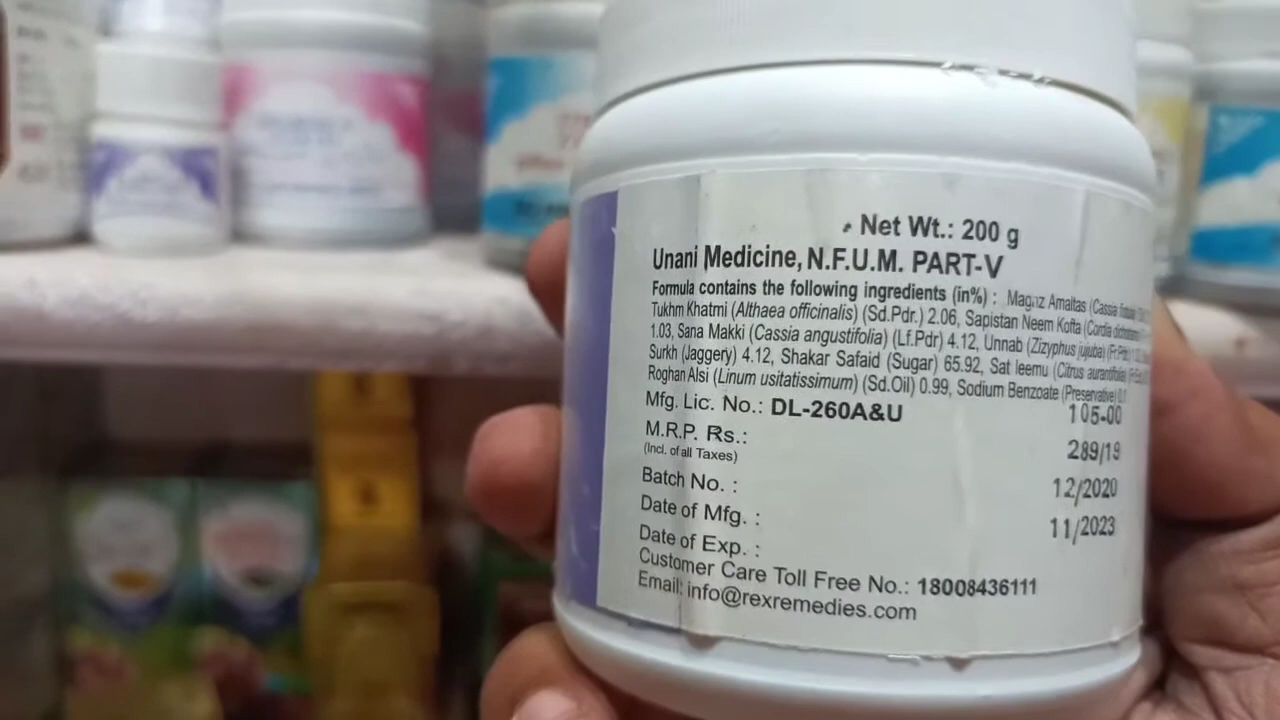 Net Wt.: 200 g
Unani Medicine, N.F.U.M. PART-V
Formula contains the following ingredients (in%) : Magaz Amaltas (Cassia
Tukhm Khatmi (Althaea officinalis) (Sd.Pdr.) 2.06, Sapistan Neem Kofta (Cordia
1.03, Sana Makki (Cassia angustifolia) (Lf.Pdr) 4.12, Unnab (Zizyphus jujuba)
Surkh (Jaggery) 4.12, Shakar Safaid (Sugar) 65.92, Sat leemu (Citrus aurantifolia)
Roghan Alsi (Linum usitatissimum) (Sd.Oil) 0.99, Sodium Benzoate (Preservative)
Mfg. Lic. No.: DL-260A&U
M.R.P. Rs.: 105-00
(Incl. of all Taxes)
Batch No. : 289/19
Date of Mfg. : 12/2020
Date of Exp. : 11/2023
Customer Care Toll Free No.: 18008436111
Email: info@rexremedies.com